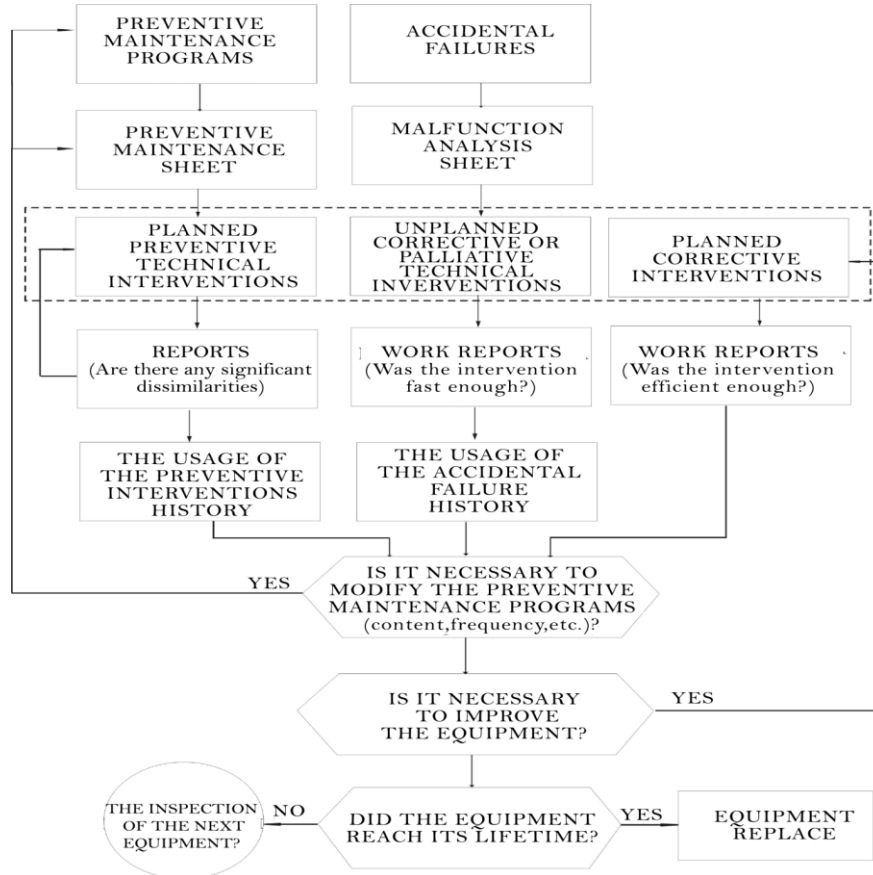 PREVENTIVE
MAINTENANCE
PROGRAMS
ACCIDENTAL
FAILURES
PREVENTIVE
MAINTENANCE
SHEET
MALFUNCTION
ANALYSIS
SHEET
PLANNED
PREVENTIVE
TECHNICAL
INTERVENTIONS
UNPLANNED
CORRECTIVE OR
PALLIATIVE
TECHNICAL
INVERVENTIONS
PLANNED
CORRECTIVE
INTERVENTIONS
REPORTS
(Are there any significant
dissimilarities)
WORK REPORTS
(Was the intervention
fast enough?)
WORK REPORTS
(Was the intervention
efficient enough?)
THE USAGE OF
THE PREVENTIVE
INTERVENTIONS
HISTORY
THE USAGE OF
THE ACCIDENTAL
FAILURE
HISTORY
YES
IS IT NECESSARY TO
MODIFY THE PREVENTIVE
MAINTENANCE PROGRAMS
(content,frequency,etc.)?
IS IT NECESSARY
TO IMPROVE
THE EQUIPMENT?
YES
THE INSPECTION
OF THE NEXT
EQUIPMENT?
NO
DID THE EQUIPMENT
REACH ITS LIFETIME?
YES
EQUIPMENT
REPLACE